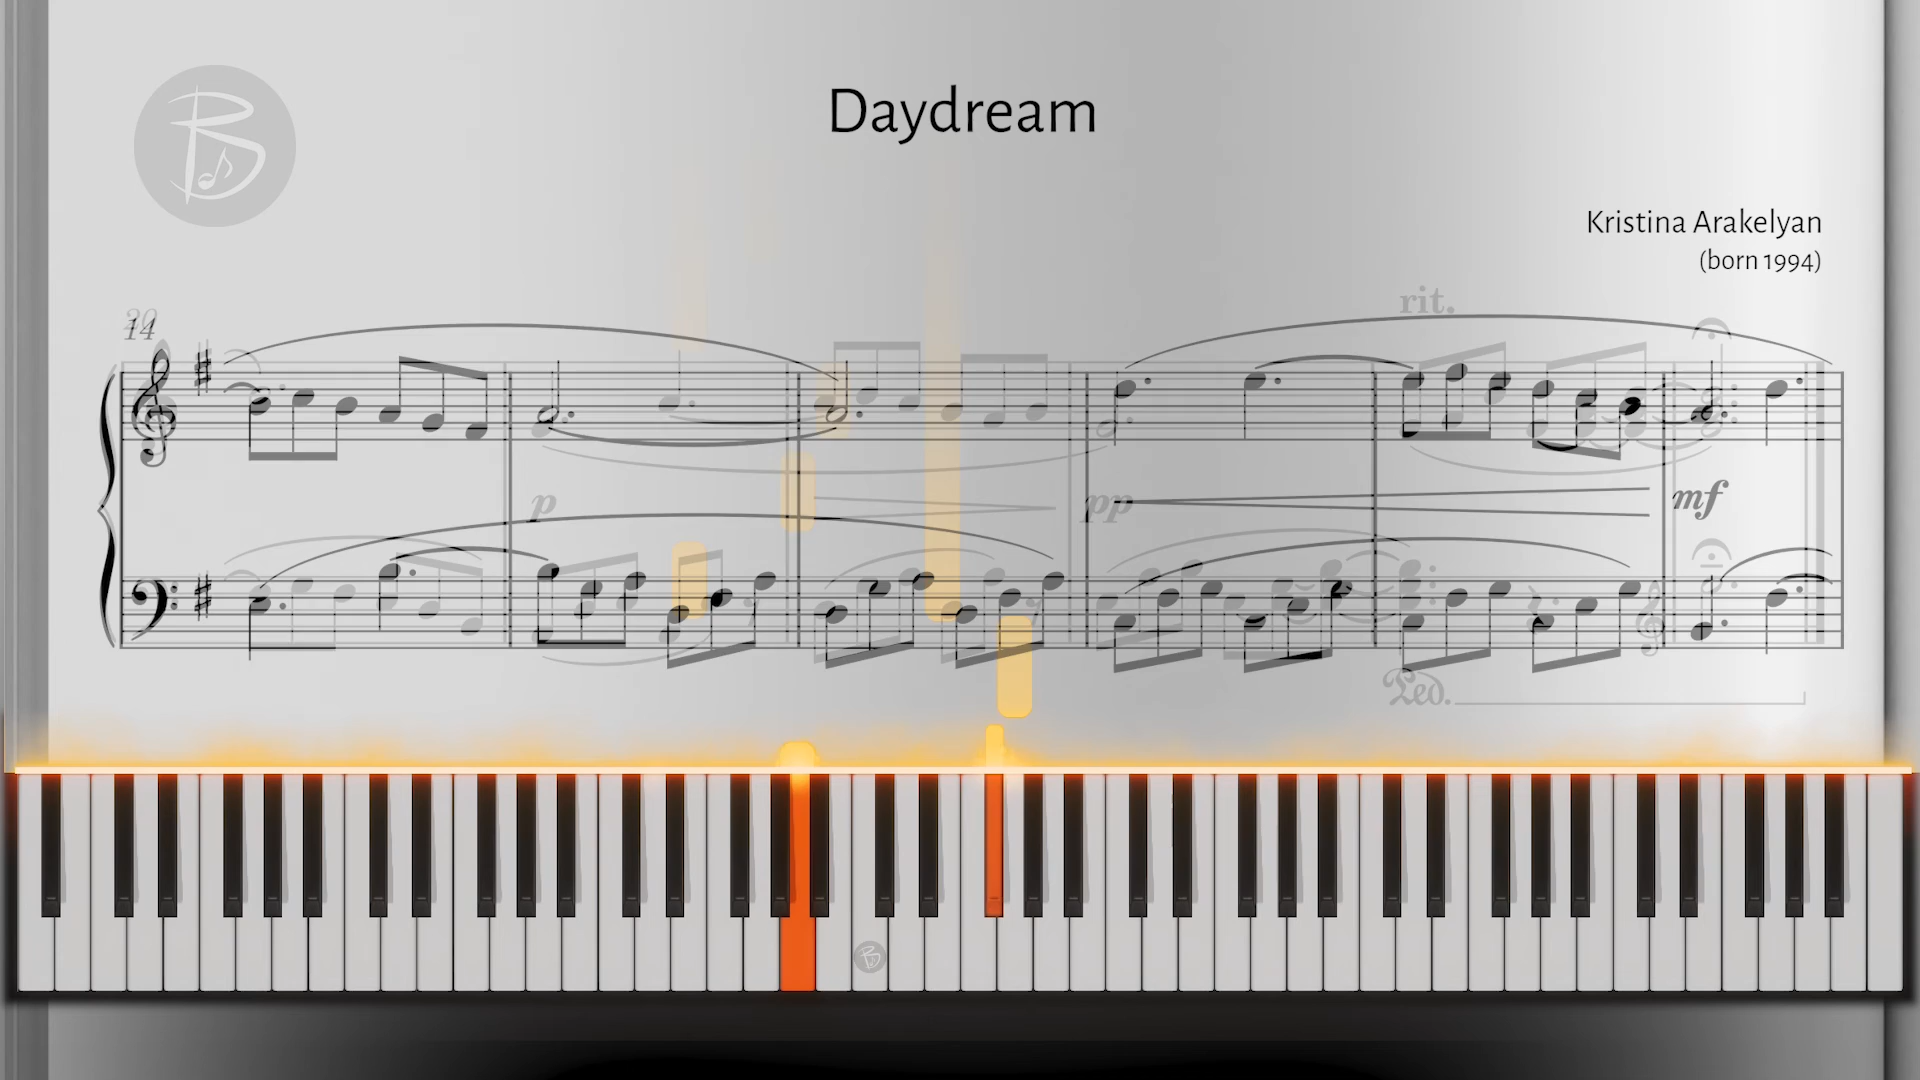 Daydream
Kristina Arakelyan
(born 1994)
rit.
14
p
pp
mf
Ped.